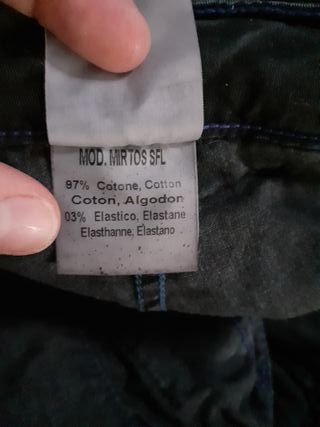 MOD. MIRTOS SFL
97% Cotone, Cotton
Coton, Algodon
03% Elastico, Elastane
Elasthanne, Elastano